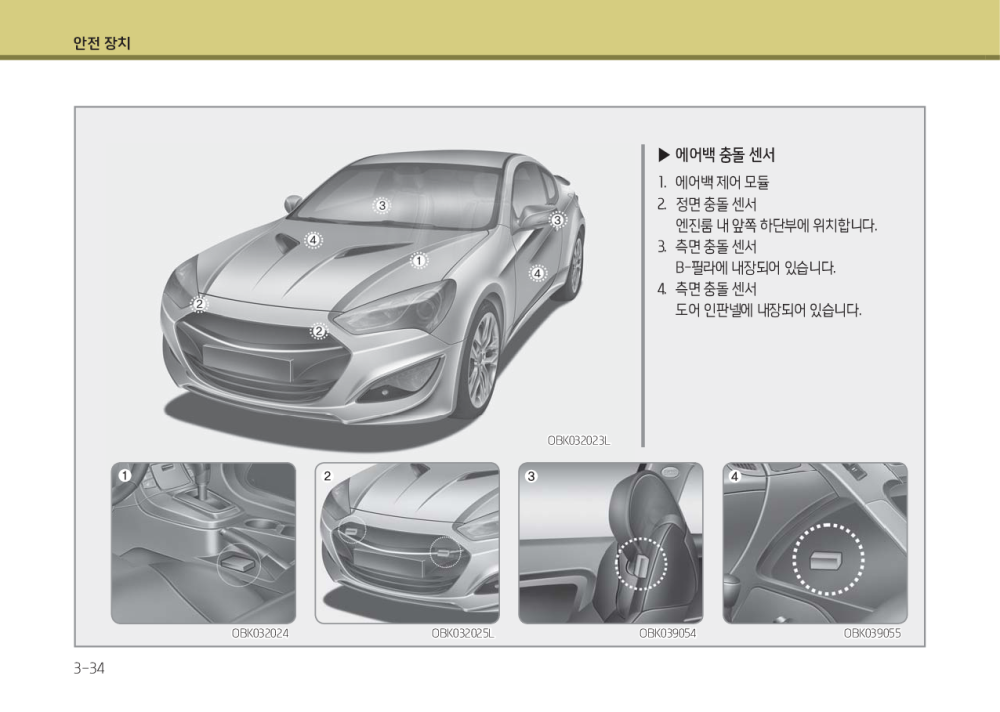 안전 장치
▶ 에어백 충돌 센서
1. 에어백 제어 모듈
2. 정면 충돌 센서
엔진룸 내 앞쪽 하단부에 위치합니다.
3. 측면 충돌 센서
B-필라에 내장되어 있습니다.
4. 측면 충돌 센서
도어 인판넬에 내장되어 있습니다.
3
3
4
1
4
2
2
OBK032023L
1
2
3
4
OBK032024
OBK032025L
OBK039054
OBK039055
3-34